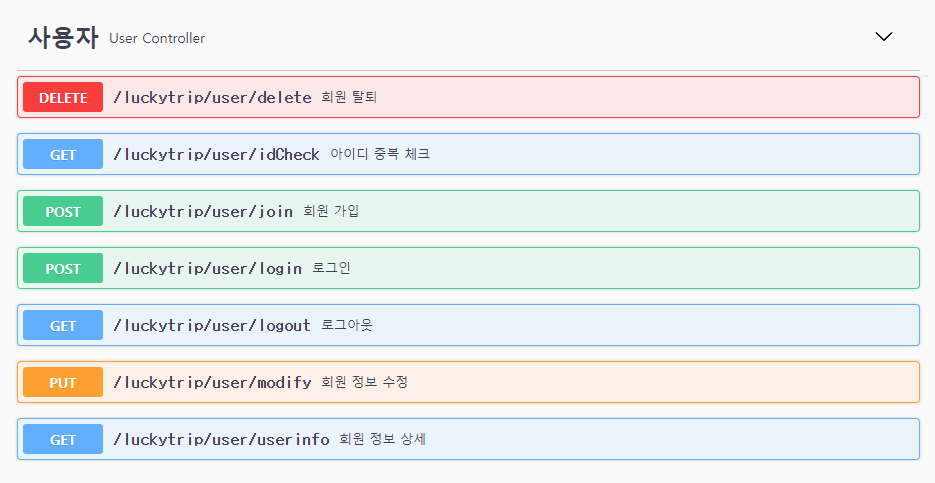 사용자 User Controller
DELETE /luckytrip/user/delete 회원 탈퇴
GET /luckytrip/user/idCheck 아이디 중복 체크
POST /luckytrip/user/join 회원 가입
POST /luckytrip/user/login 로그인
GET /luckytrip/user/logout 로그아웃
PUT /luckytrip/user/modify 회원 정보 수정
GET /luckytrip/user/userinfo 회원 정보 상세